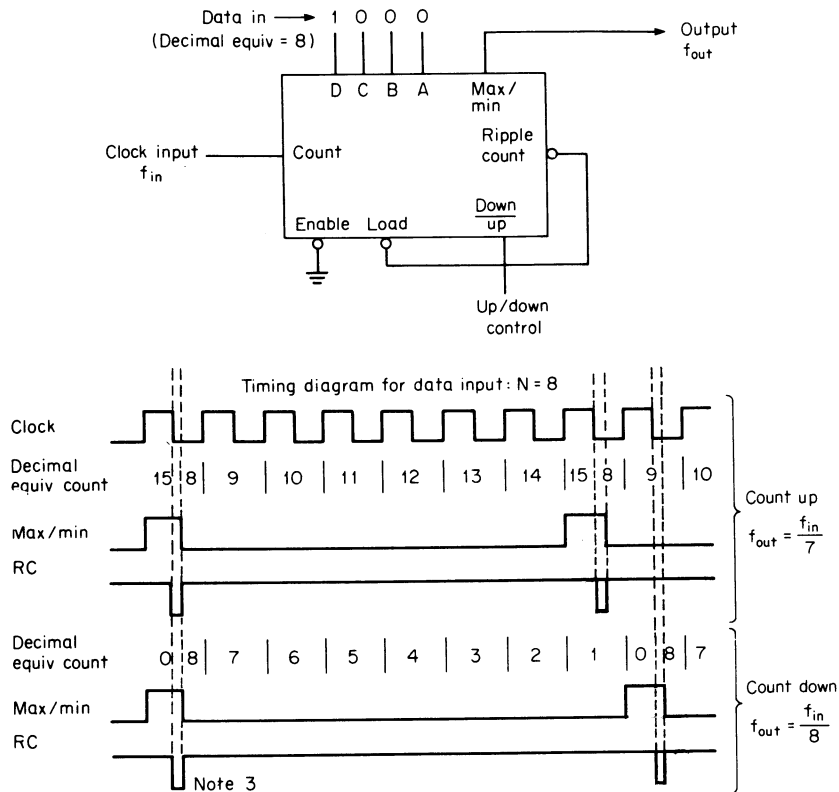 Data in → 1 0 0 0
(Decimal equiv = 8)
Output
f_out
D C B A Max/
min
Ripple
count
Clock input
f_in
Count
Down
up
Enable Load
Up/down
control
Timing diagram for data input: N = 8
Clock
Decimal
equiv count
15 8 9 10 11 12 13 14 15 8 9 10
Max/min
RC
Count up
f_out = f_in/7
Decimal
equiv count
0 8 7 6 5 4 3 2 1 0 8 7
Max/min
RC
Count down
f_out = f_in/8
Note 3